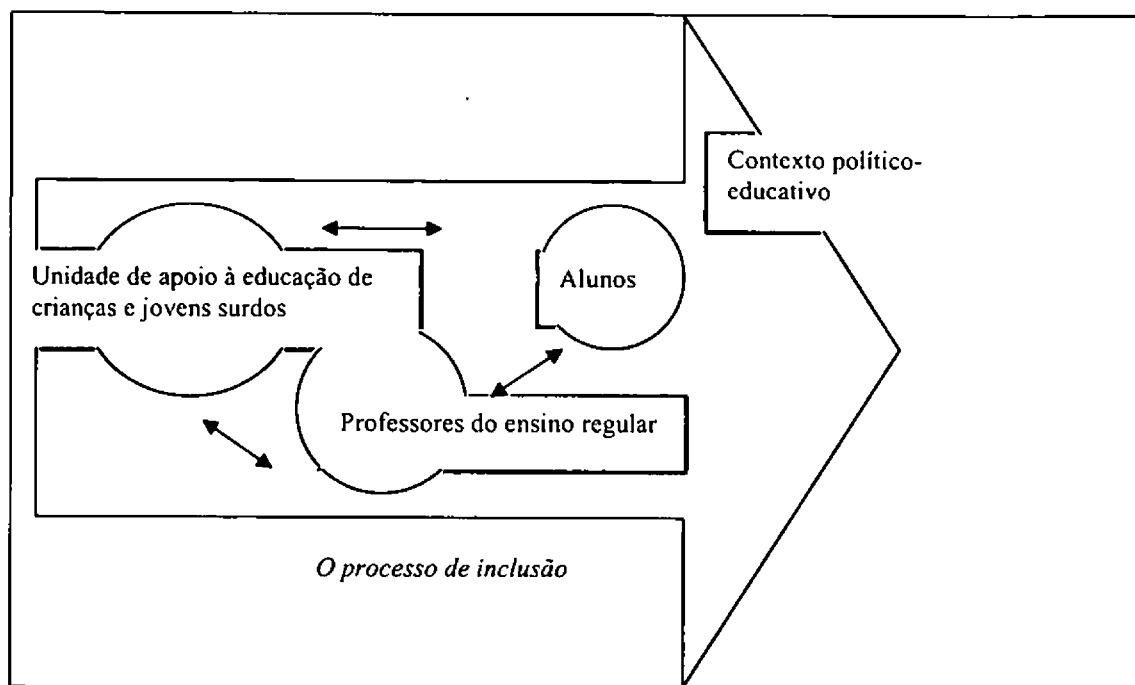 Contexto político-
educativo
Unidade de apoio à educação de
crianças e jovens surdos
Alunos
Professores do ensino regular
O processo de inclusão